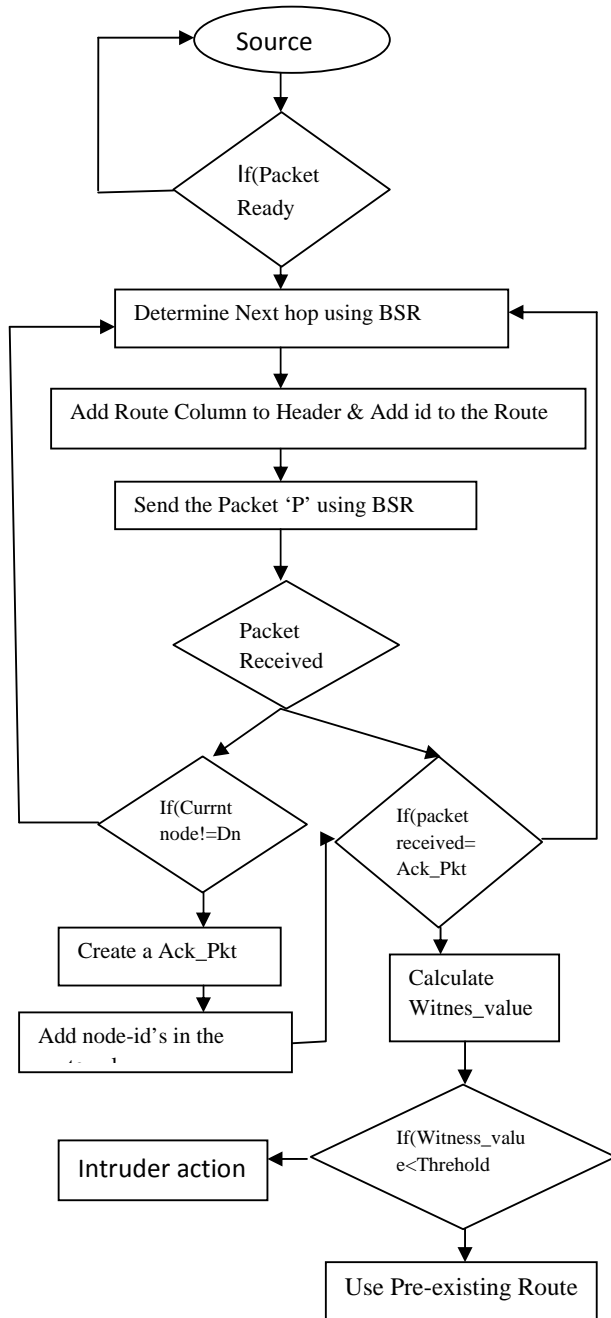 Source
If(Packet
Ready
Determine Next hop using BSR
Add Route Column to Header & Add id to the Route
Send the Packet ‘P’ using BSR
Packet
Received
If(Currnt
node!=Dn
If(packet
received=
Ack_Pkt
Create a Ack_Pkt
Add node-id’s in the
Calculate
Witnes_value
If(Witness_valu
e<Threhold
Intruder action
Use Pre-existing Route